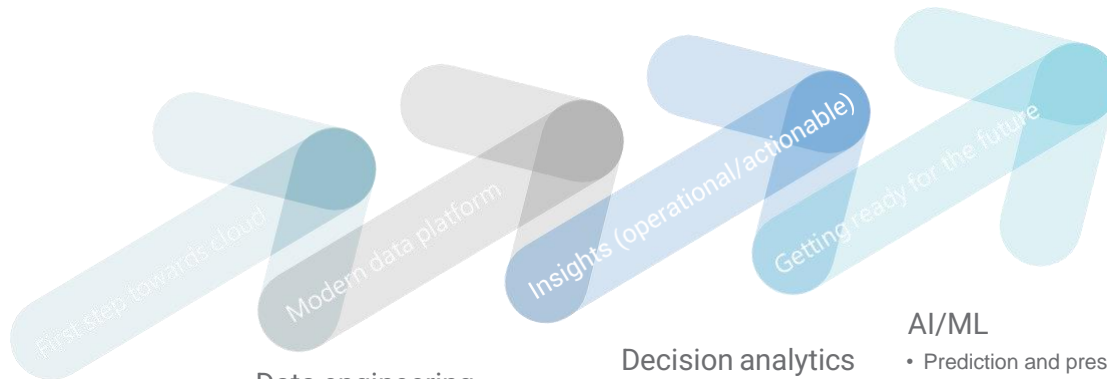 First step towards cloud
Modern data platform
Insights (operational/actionable)
Getting ready for the future
AI/ML
Decision analytics
• Prediction and pres
Data engineering